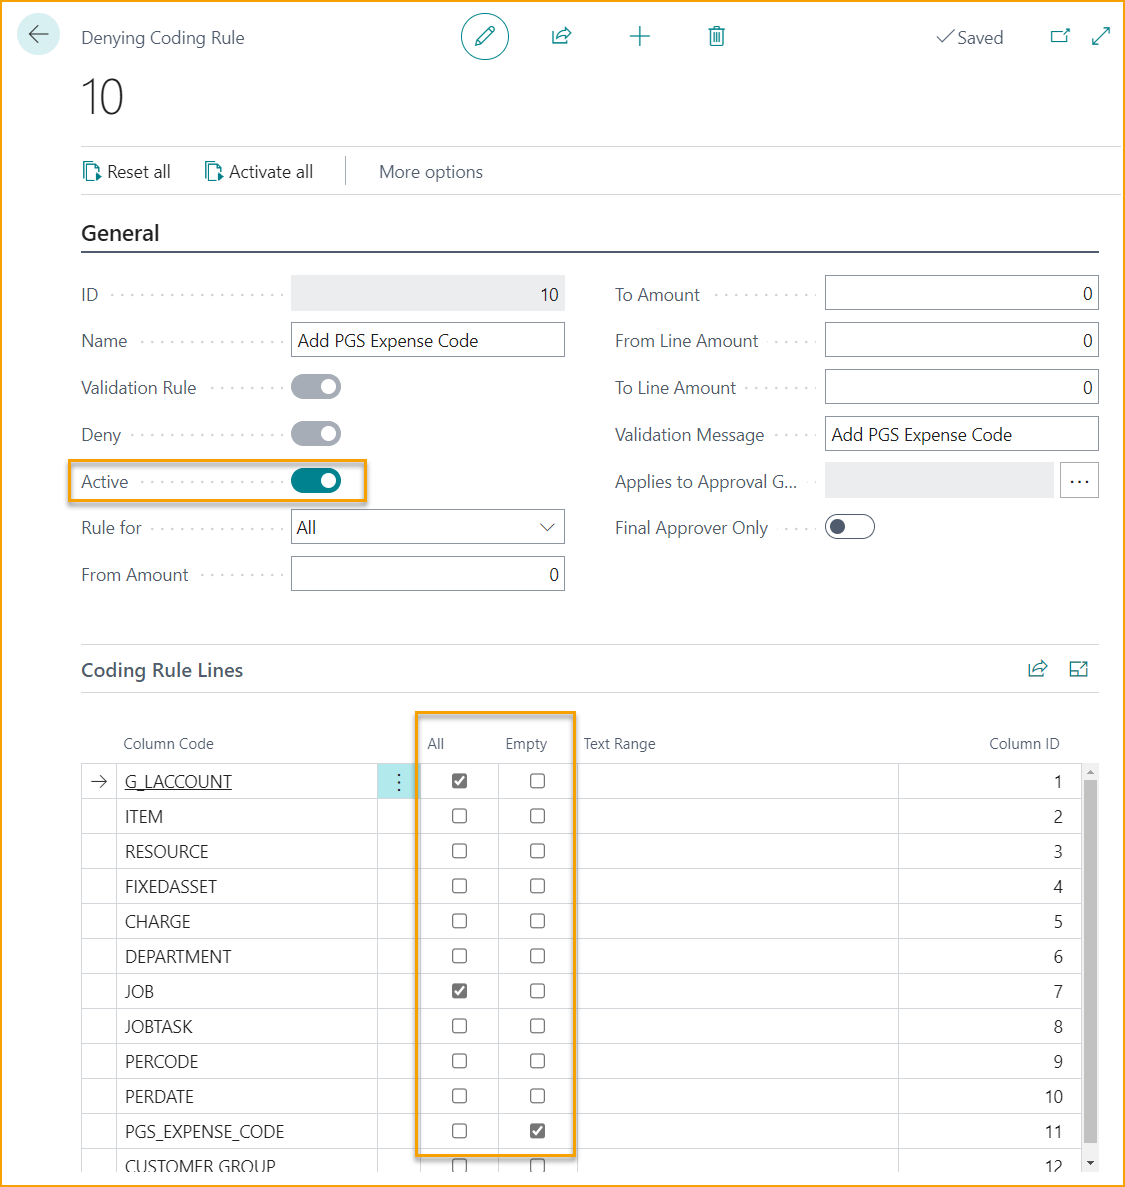 Denying Coding Rule
Saved
10
Reset all
Activate all
More options
General
ID
10
Name
Add PGS Expense Code
Validation Rule
Deny
Active
Rule for
All
From Amount
0
To Amount
0
From Line Amount
0
To Line Amount
0
Validation Message
Add PGS Expense Code
Applies to Approval G...
Final Approver Only
Coding Rule Lines
Column Code All Empty Text Range Column ID
G_LACCOUNT 1
ITEM 2
RESOURCE 3
FIXEDASSET 4
CHARGE 5
DEPARTMENT 6
JOB 7
JOBTASK 8
PERCODE 9
PERDATE 10
PGS_EXPENSE_CODE 11
CUSTOMER GROUP 12